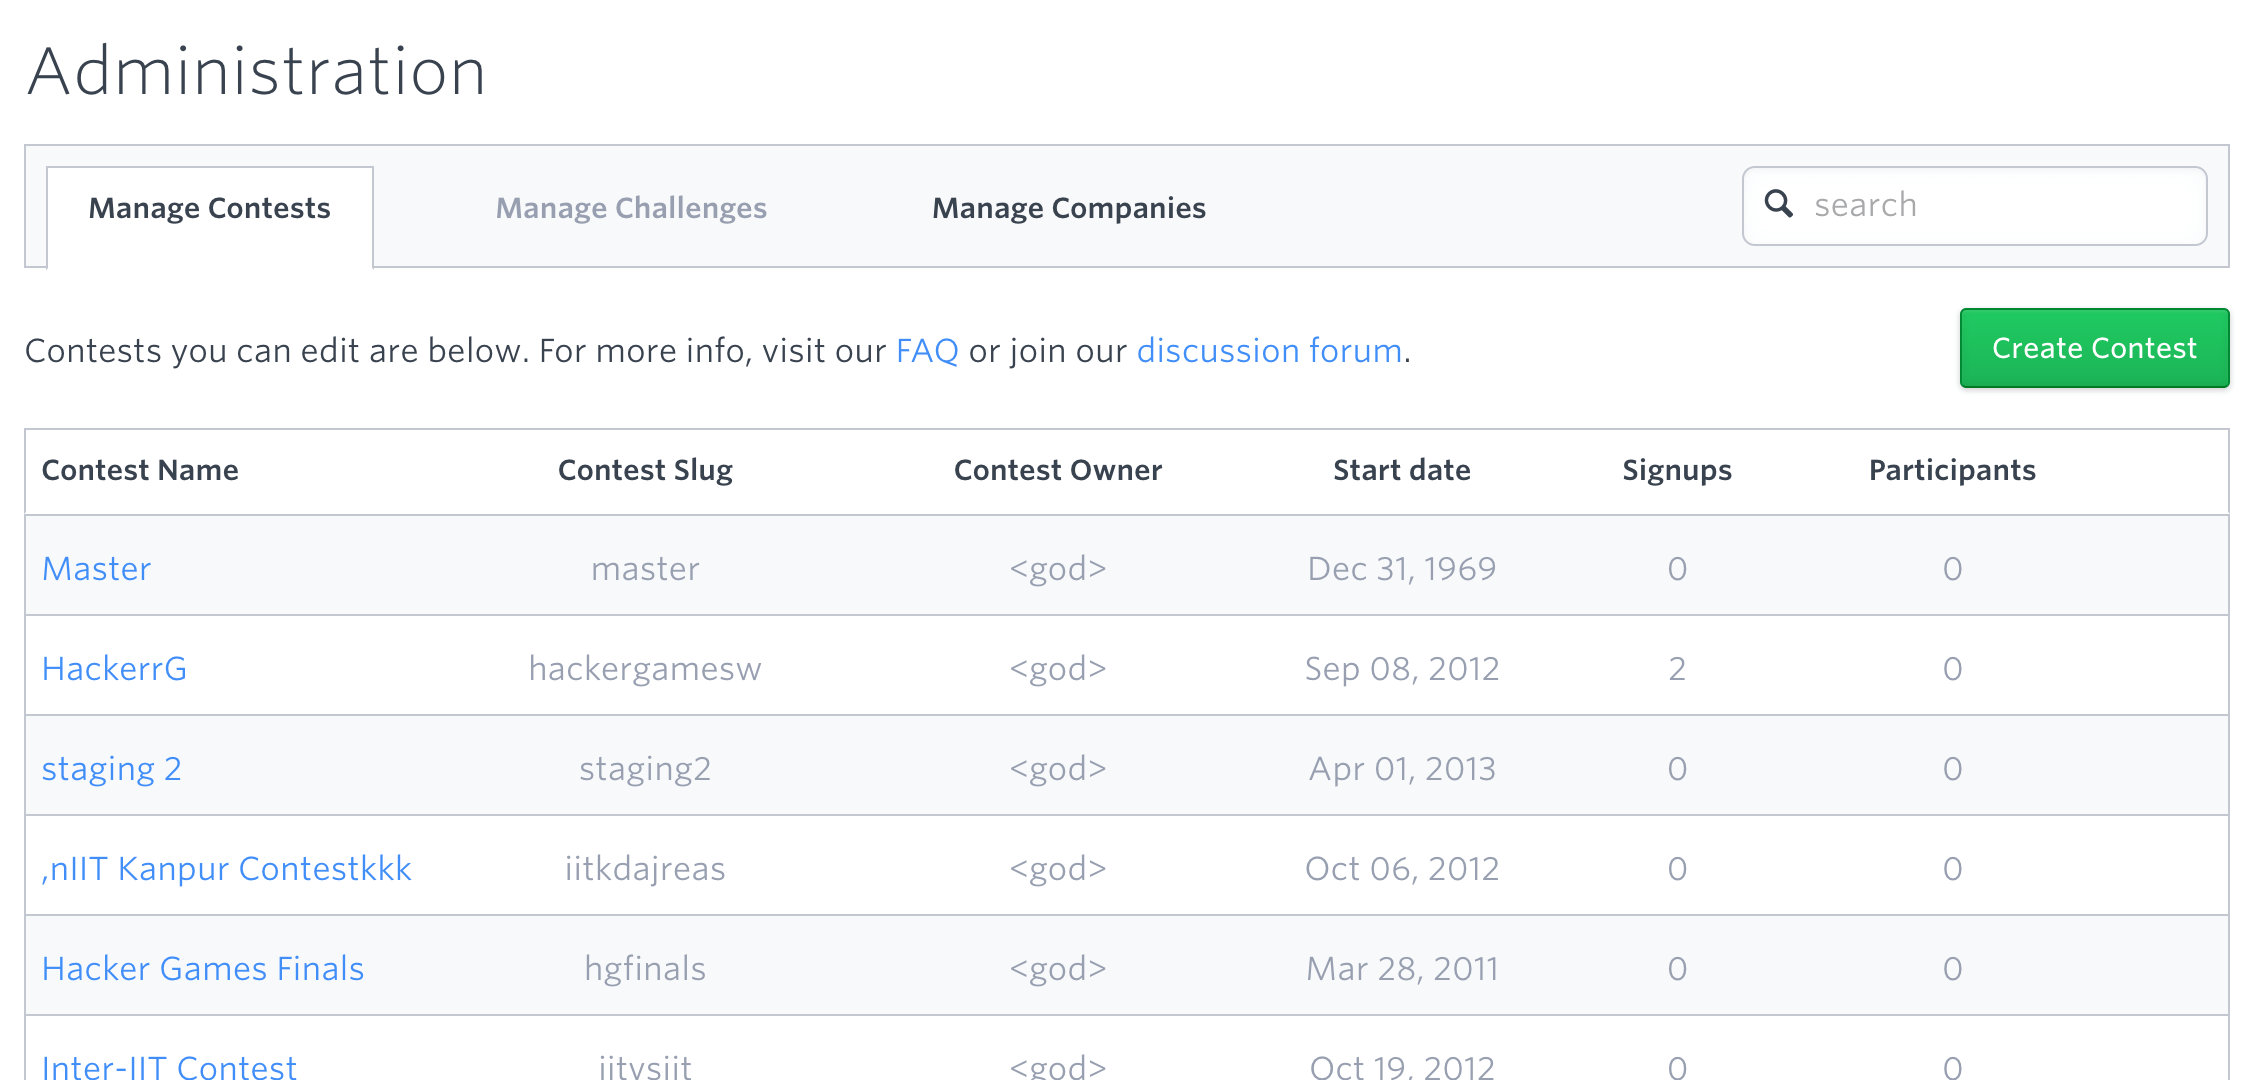 Administration
Manage Contests Manage Challenges Manage Companies search
Contests you can edit are below. For more info, visit our FAQ or join our discussion forum. Create Contest
Contest Name Contest Slug Contest Owner Start date Signups Participants
Master master <god> Dec 31, 1969 0 0
HackerrG hackergamesw <god> Sep 08, 2012 2 0
staging 2 staging2 <god> Apr 01, 2013 0 0
,nIIT Kanpur Contestkkk iitkdajreas <god> Oct 06, 2012 0 0
Hacker Games Finals hgfinals <god> Mar 28, 2011 0 0
Inter-IIT Contest iitvsiit <god> Oct 19, 2012 0 0